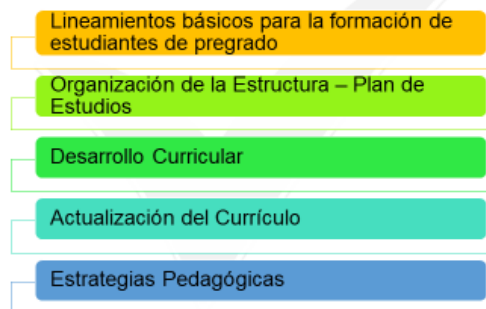 Lineamientos básicos para la formación de
estudiantes de pregrado
Organización de la Estructura – Plan de
Estudios
Desarrollo Curricular
Actualización del Currículo
Estrategias Pedagógicas